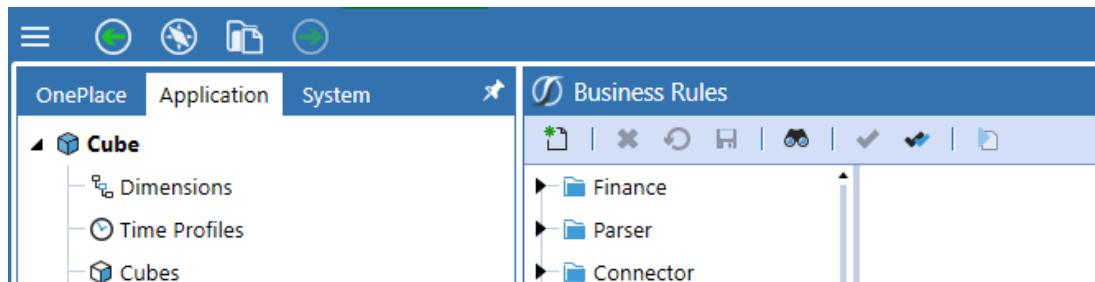 OnePlace Application System
Cube
Dimensions
Time Profiles
Cubes
Business Rules
Finance
Parser
Connector